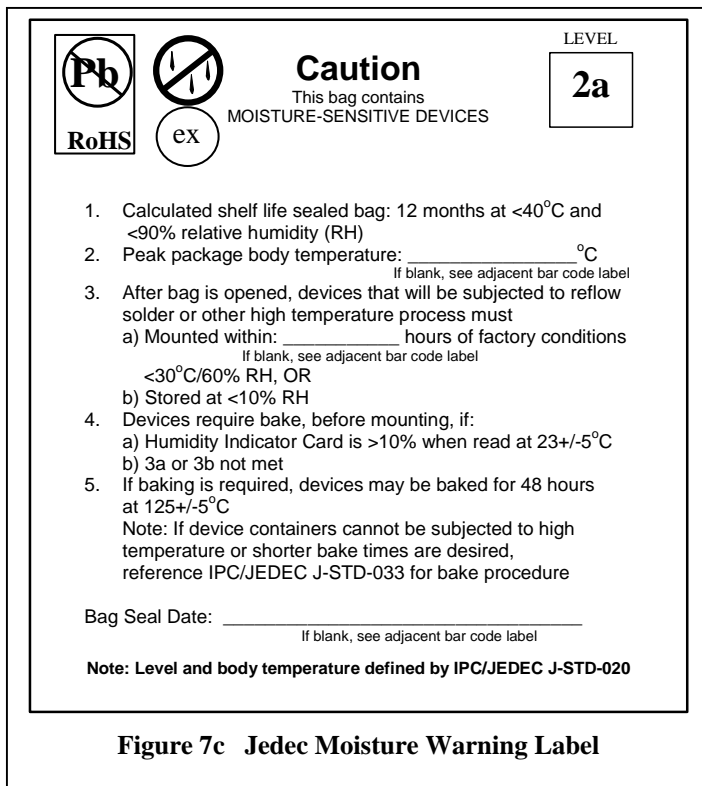 Pb
RoHS
ex
Caution
This bag contains
MOISTURE-SENSITIVE DEVICES
LEVEL
2a
1. Calculated shelf life sealed bag: 12 months at <40°C and
<90% relative humidity (RH)
2. Peak package body temperature: ________________°C
If blank, see adjacent bar code label
3. After bag is opened, devices that will be subjected to reflow
solder or other high temperature process must
a) Mounted within: ___________ hours of factory conditions
If blank, see adjacent bar code label
<30°C/60% RH, OR
b) Stored at <10% RH
4. Devices require bake, before mounting, if:
a) Humidity Indicator Card is >10% when read at 23+/-5°C
b) 3a or 3b not met
5. If baking is required, devices may be baked for 48 hours
at 125+/-5°C
Note: If device containers cannot be subjected to high
temperature or shorter bake times are desired,
reference IPC/JEDEC J-STD-033 for bake procedure
Bag Seal Date: __________________________________
If blank, see adjacent bar code label
Note: Level and body temperature defined by IPC/JEDEC J-STD-020
Figure 7c Jedec Moisture Warning Label